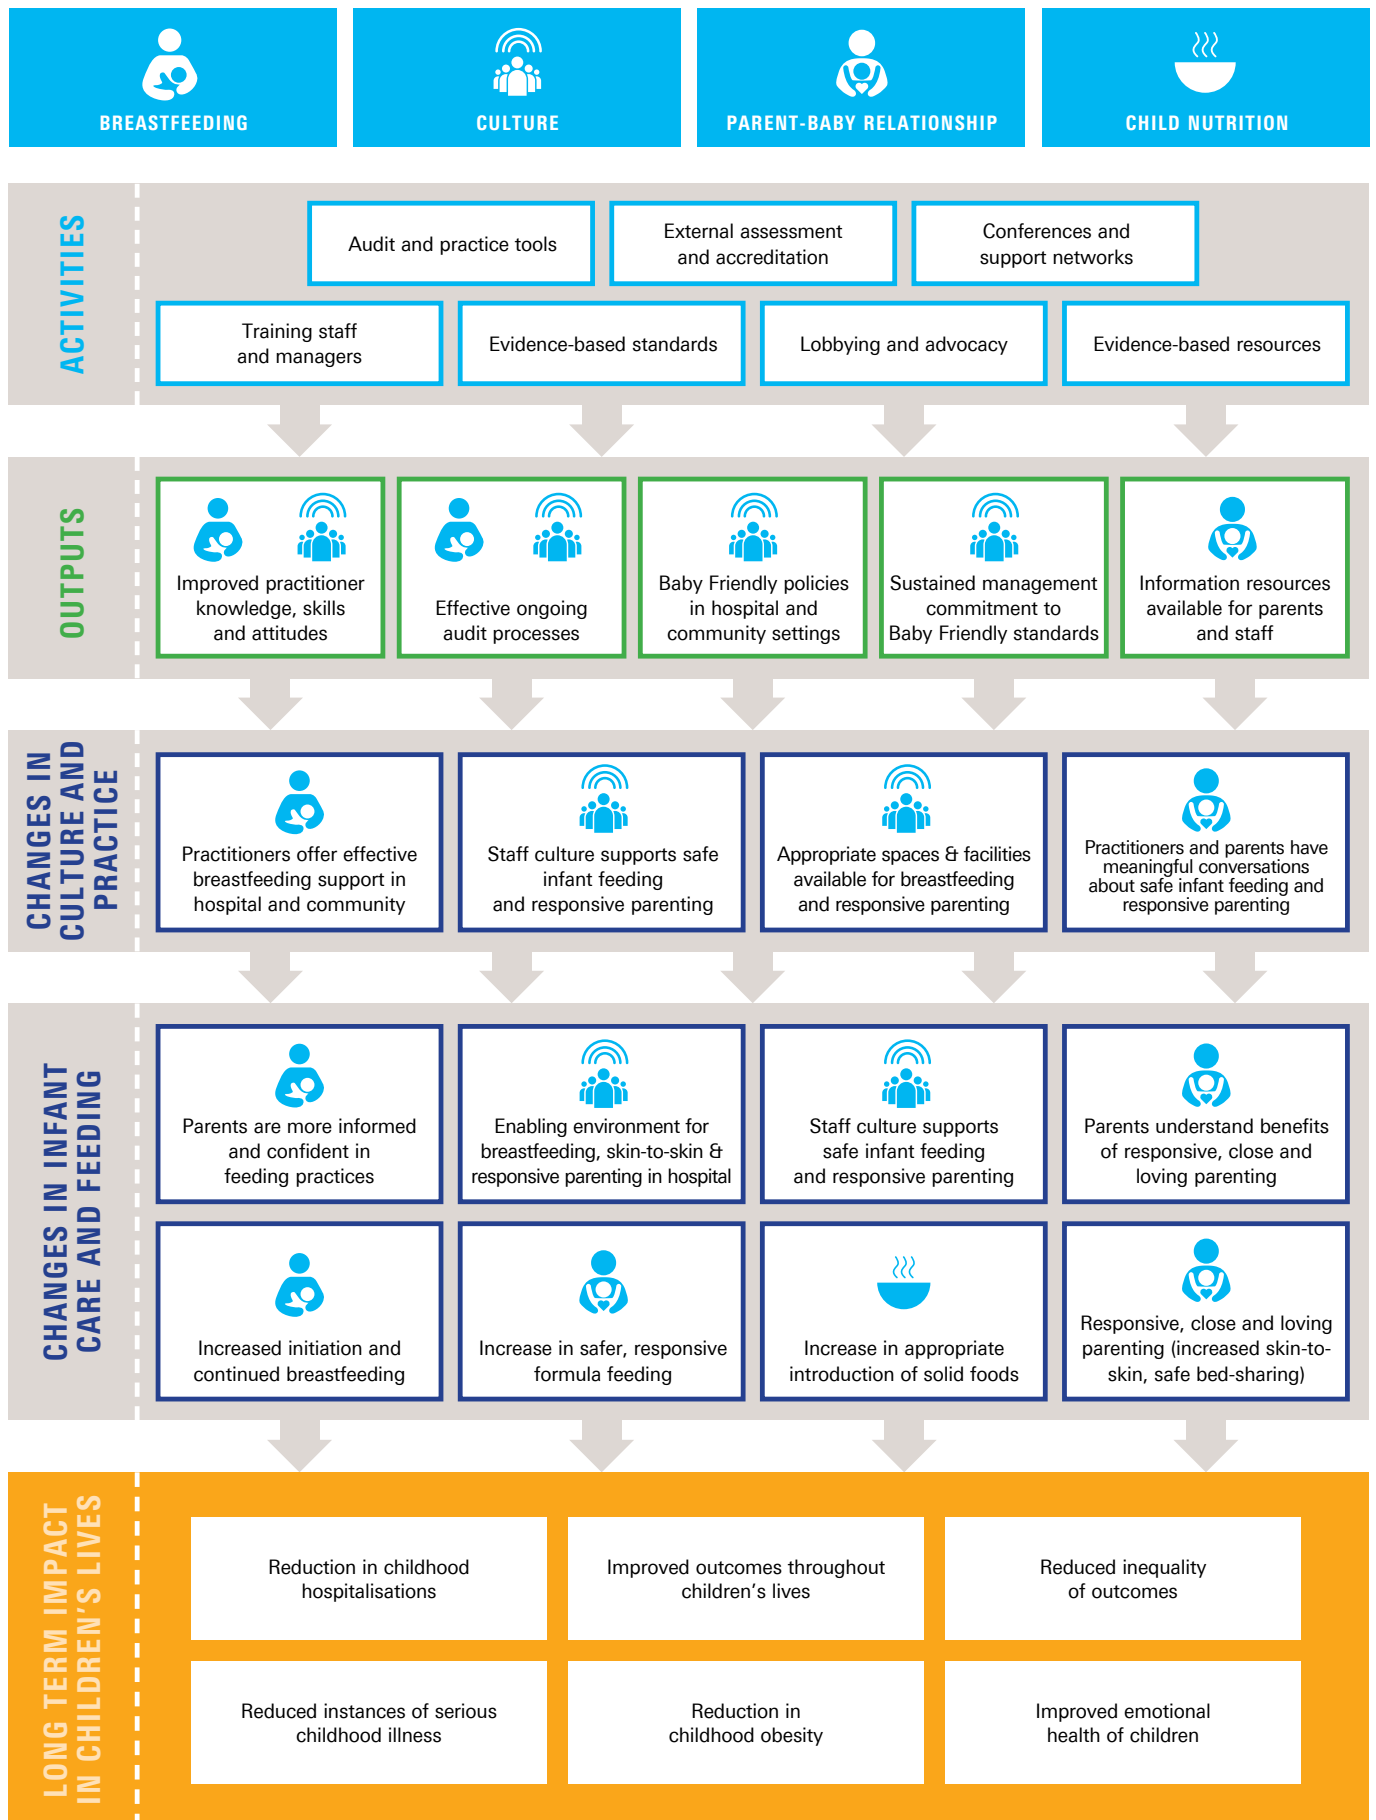 BREASTFEEDING
CULTURE
PARENT-BABY RELATIONSHIP
CHILD NUTRITION
ACTIVITIES
Audit and practice tools
External assessment
and accreditation
Conferences and
support networks
Training staff
and managers
Evidence-based standards
Lobbying and advocacy
Evidence-based resources
OUTPUTS
Improved practitioner
knowledge, skills
and attitudes
Effective ongoing
audit processes
Baby Friendly policies
in hospital and
community settings
Sustained management
commitment to
Baby Friendly standards
Information resources
available for parents
and staff
CHANGES IN
CULTURE AND
PRACTICE
Practitioners offer effective
breastfeeding support in
hospital and community
Staff culture supports safe
infant feeding
and responsive parenting
Appropriate spaces & facilities
available for breastfeeding
and responsive parenting
Practitioners and parents have
meaningful conversations
about safe infant feeding and
responsive parenting
CHANGES IN INFANT
CARE AND FEEDING
Parents are more informed
and confident in
feeding practices
Enabling environment for
breastfeeding, skin-to-skin &
responsive parenting in hospital
Staff culture supports
safe infant feeding
and responsive parenting
Parents understand benefits
of responsive, close and
loving parenting
Increased initiation and
continued breastfeeding
Increase in safer, responsive
formula feeding
Increase in appropriate
introduction of solid foods
Responsive, close and loving
parenting (increased skin-to-
skin, safe bed-sharing)
LONG TERM IMPACT
IN CHILDREN'S LIVES
Reduction in childhood
hospitalisations
Improved outcomes throughout
children's lives
Reduced inequality
of outcomes
Reduced instances of serious
childhood illness
Reduction in
childhood obesity
Improved emotional
health of children